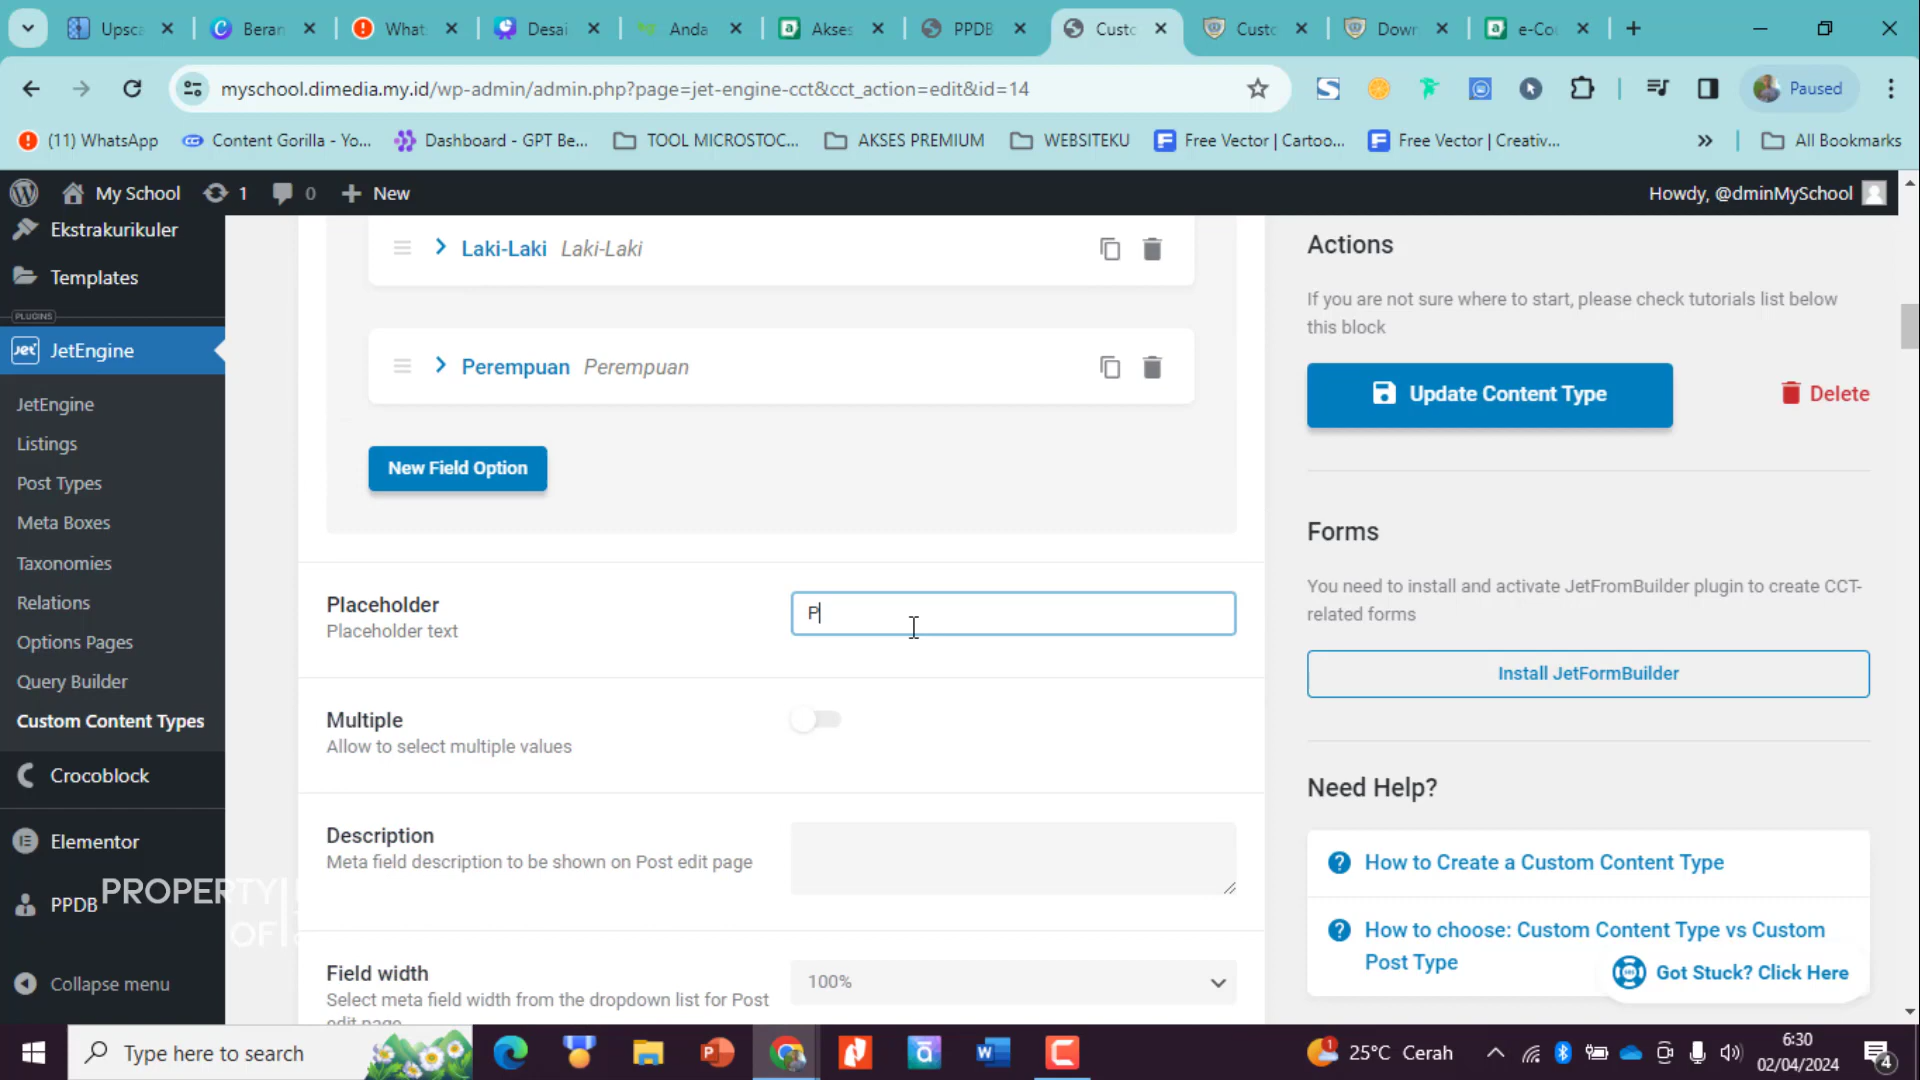 Upsca
Beran
What:
Desai
Anda
Akses
PPDB
Custo
Custo
Dowr
e-Cou
myschool.dimedia.my.id/wp-admin/admin.php?page=jet-engine-cct&cct_action=edit&id=14
Paused
(11) WhatsApp
Content Gorilla - Yo...
Dashboard - GPT Be...
TOOL MICROSTOC...
AKSES PREMIUM
WEBSITEKU
Free Vector | Cartoo...
Free Vector | Creativ...
All Bookmarks
My School
1
0
New
Howdy, @dminMySchool
Ekstrakurikuler
Templates
PLUGINS
JetEngine
JetEngine
Listings
Post Types
Meta Boxes
Taxonomies
Relations
Options Pages
Query Builder
Custom Content Types
Crocoblock
Elementor
PPDB
Collapse menu
PROPERTY
OF
Laki-Laki Laki-Laki
Perempuan Perempuan
New Field Option
Placeholder
Placeholder text
P
Multiple
Allow to select multiple values
Description
Meta field description to be shown on Post edit page
Field width
Select meta field width from the dropdown list for Post
edit page
100%
Actions
If you are not sure where to start, please check tutorials list below
this block
Update Content Type
Delete
Forms
You need to install and activate JetFromBuilder plugin to create CCT-
related forms
Install JetFormBuilder
Need Help?
How to Create a Custom Content Type
How to choose: Custom Content Type vs Custom
Post Type
Got Stuck? Click Here
Type here to search
25°C Cerah
6:30
02/04/2024
4